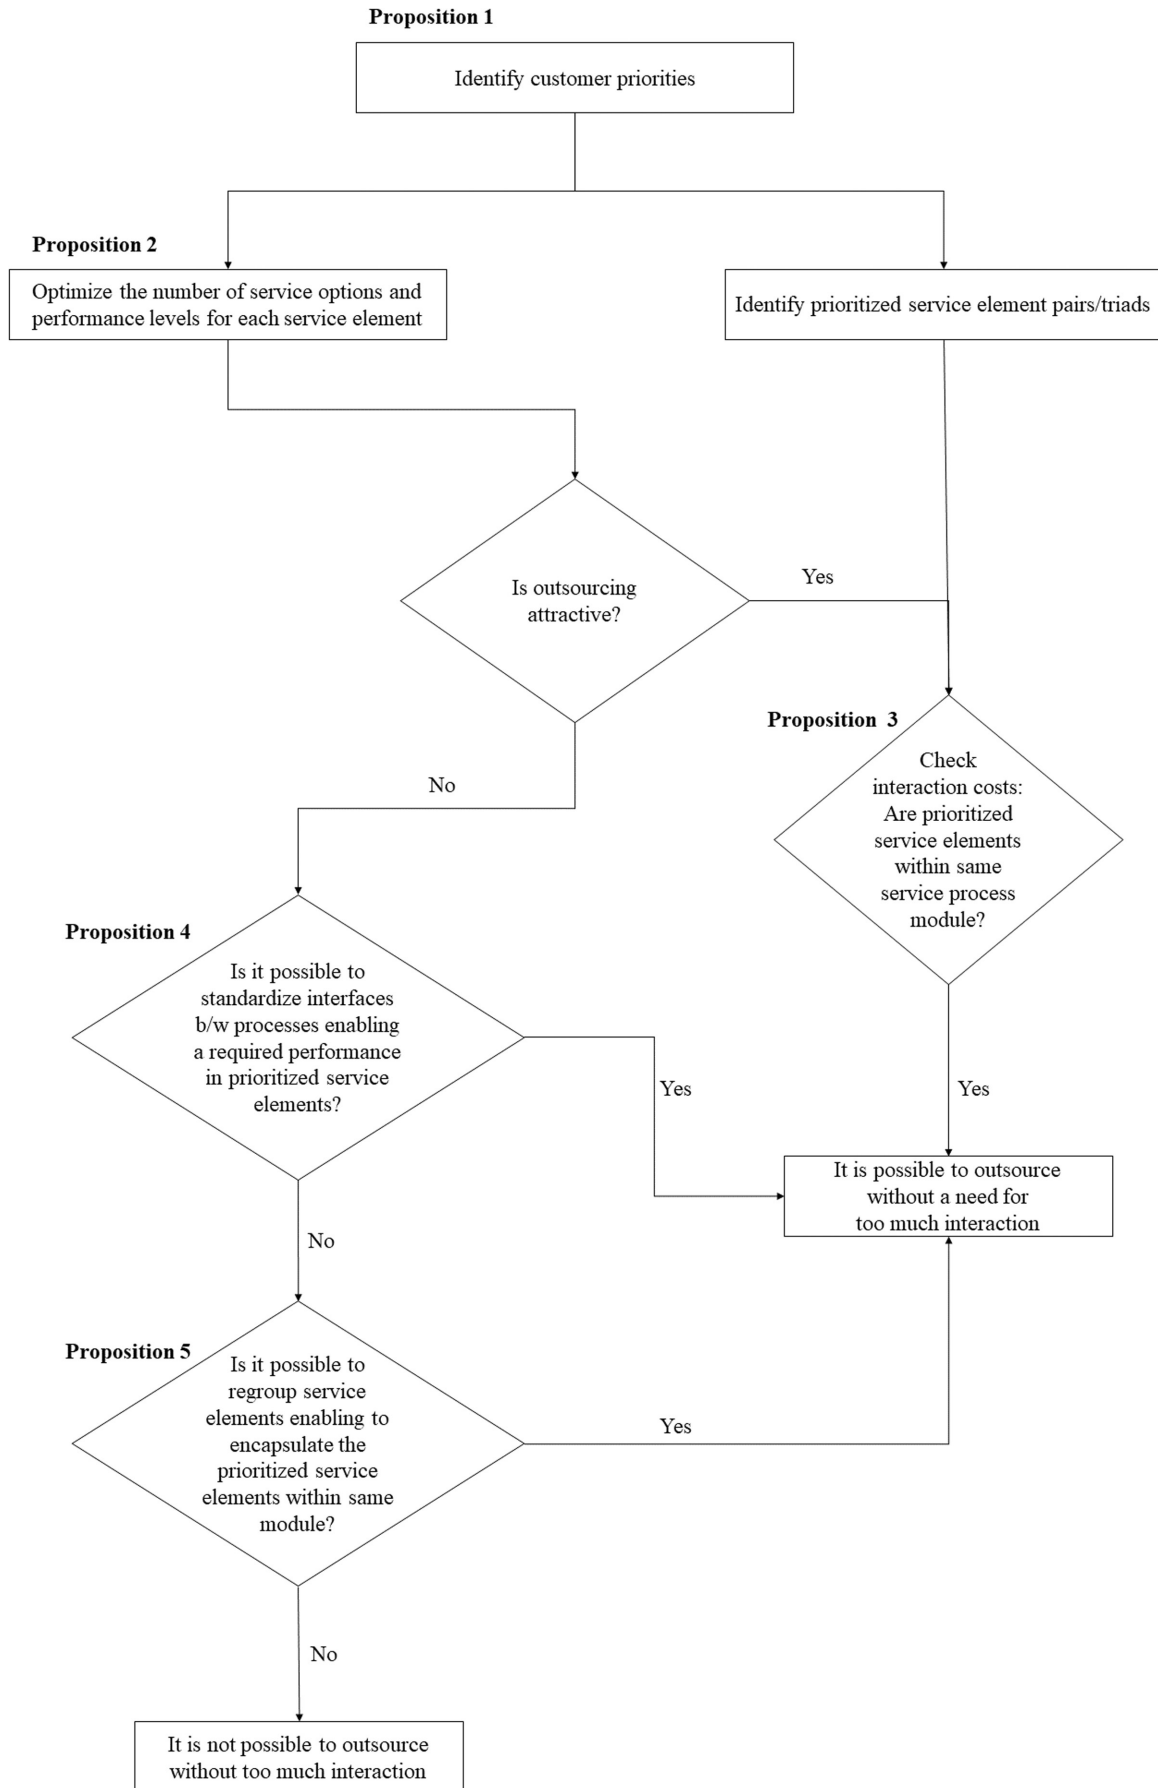 Proposition 1
Identify customer priorities
Proposition 2
Optimize the number of service options and
performance levels for each service element
Identify prioritized service element pairs/triads
Is outsourcing
attractive?
Yes
No
Proposition  3
Check
interaction costs:
Are prioritized
service elements
within same
service process
module?
Proposition 4
Is it possible to
standardize interfaces
b/w processes enabling
a required performance
in prioritized service
elements?
Yes
Yes
It is possible to outsource
without a need for
too much interaction
No
Proposition 5
Is it possible to
regroup service
elements enabling to
encapsulate the
prioritized service
elements within same
module?
Yes
No
It is not possible to outsource
without too much interaction